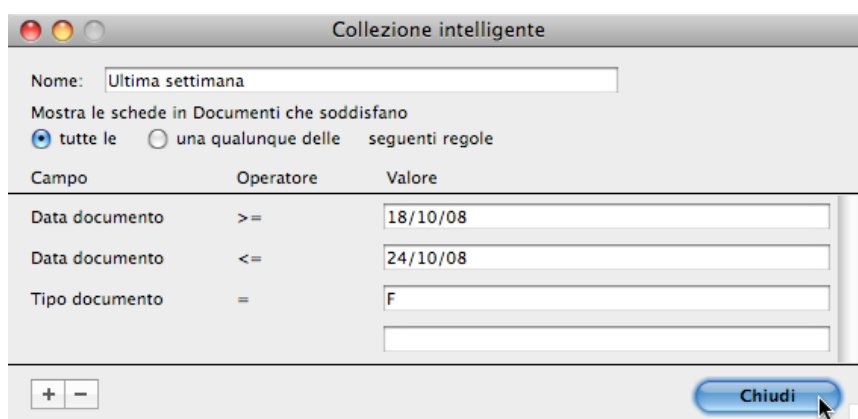 Collezione intelligente
Nome: Ultima settimana
Mostra le schede in Documenti che soddisfano
tutte le una qualunque delle seguenti regole
Campo Operatore Valore
Data documento >= 18/10/08
Data documento <= 24/10/08
Tipo documento = F
+ − Chiudi